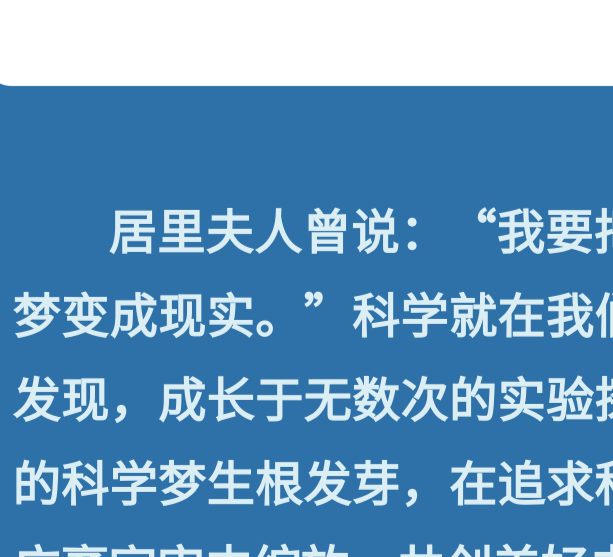 居里夫人曾说：“我要
梦变成现实。”科学就在我们
发现，成长于无数次的实验
的科学梦生根发芽，在追求